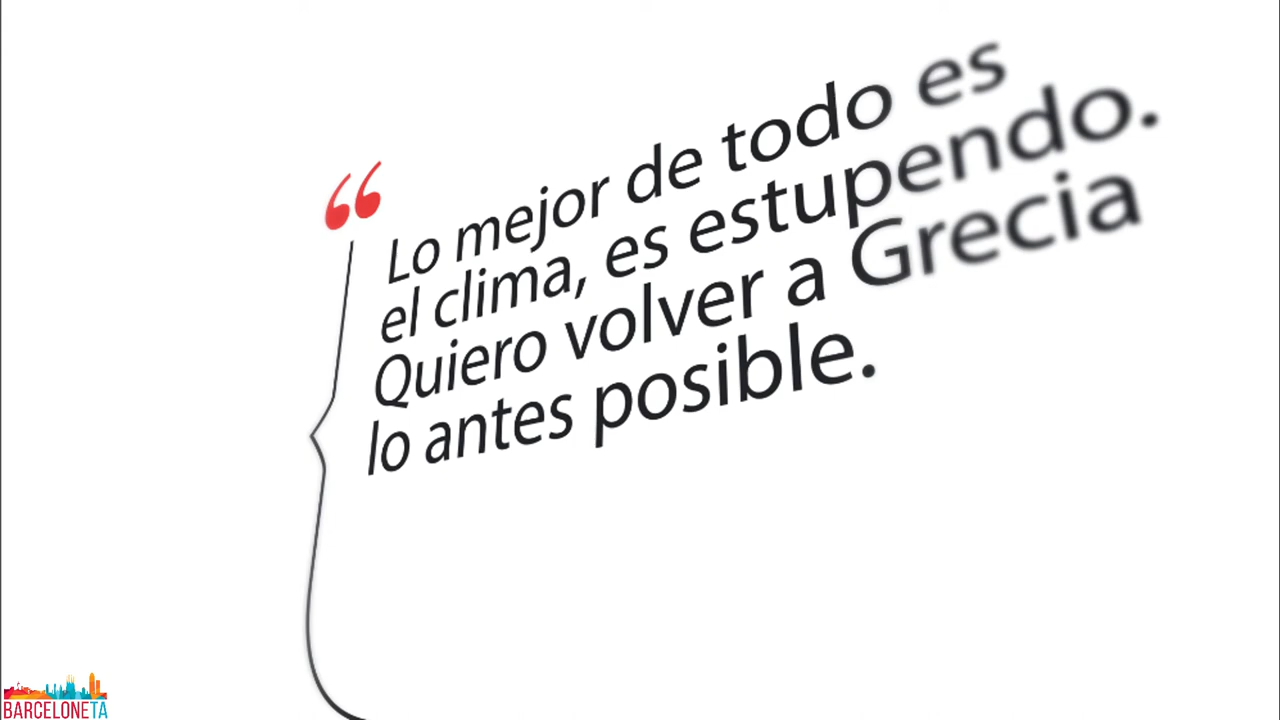 “
Lo mejor de todo es
el clima, es estupendo.
Quiero volver a Grecia
lo antes posible.
BARCELONETA